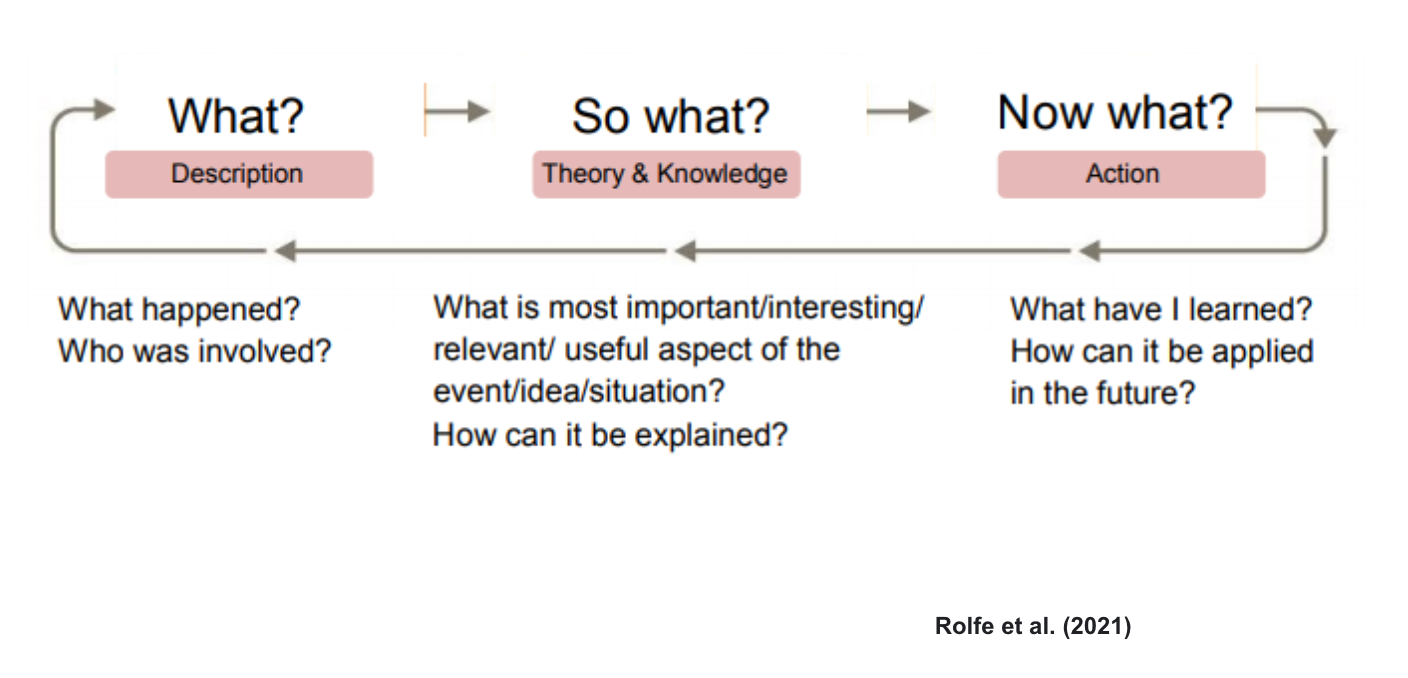 What?
Description
So what?
Theory & Knowledge
Now what?
Action
What happened?
Who was involved?
What is most important/interesting/
relevant/ useful aspect of the
event/idea/situation?
How can it be explained?
What have I learned?
How can it be applied
in the future?
Rolfe et al. (2021)